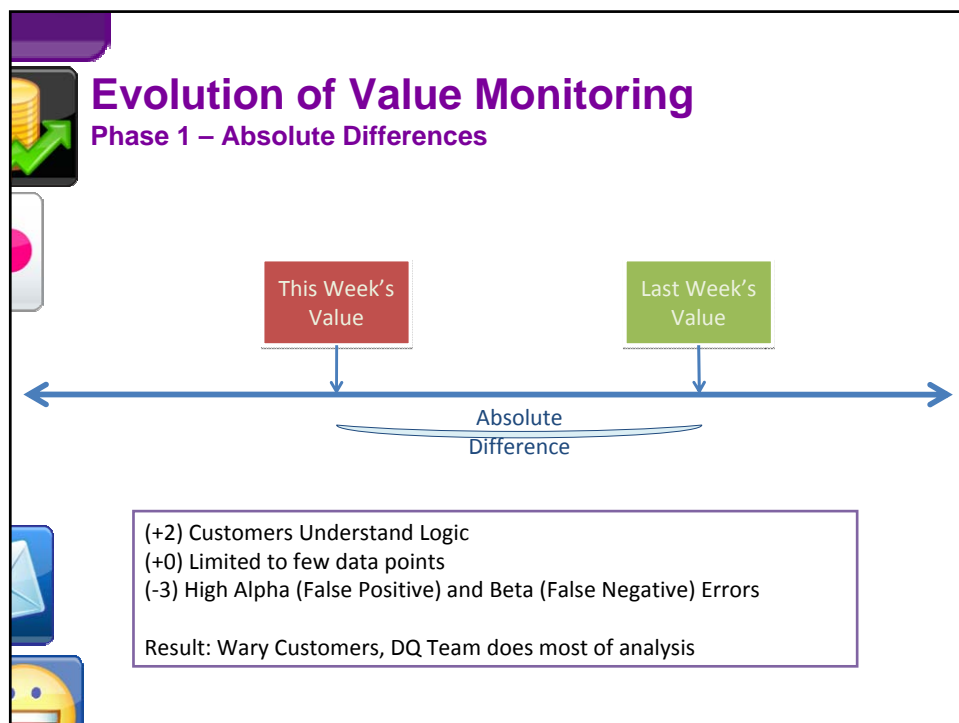 Evolution of Value Monitoring
Phase 1 – Absolute Differences
This Week’s
Value
Last Week’s
Value
Absolute
Difference
(+2) Customers Understand Logic
(+0) Limited to few data points
(-3) High Alpha (False Positive) and Beta (False Negative) Errors
Result: Wary Customers, DQ Team does most of analysis